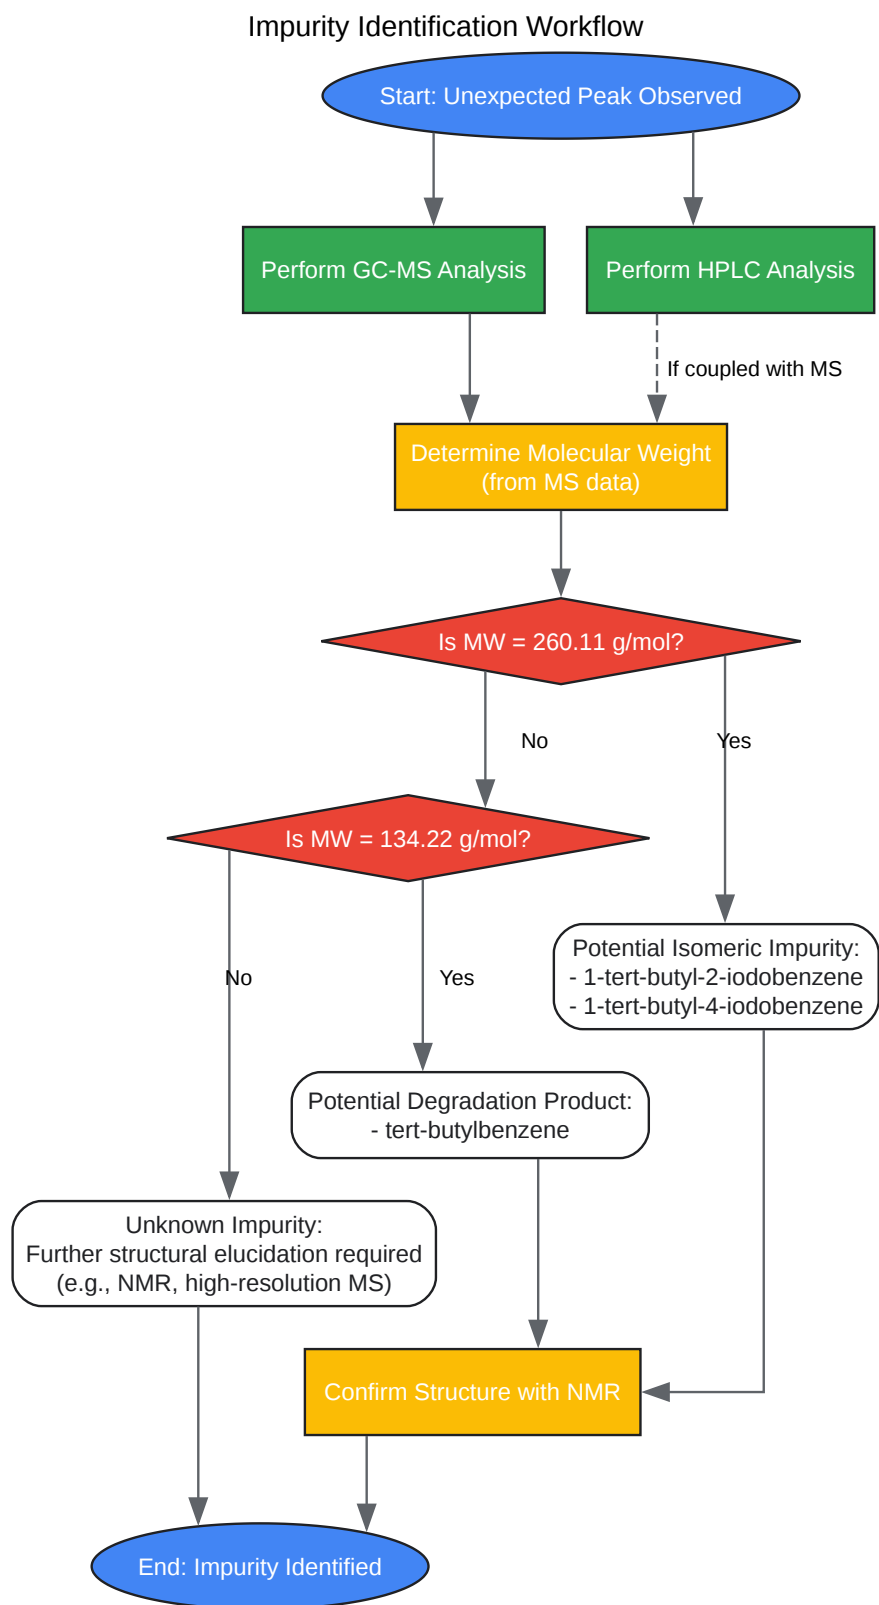 Impurity Identification Workflow
Start: Unexpected Peak Observed
Perform GC-MS Analysis
Perform HPLC Analysis
If coupled with MS
Determine Molecular Weight
(from MS data)
Is MW = 260.11 g/mol?
No
Yes
Is MW = 134.22 g/mol?
Potential Isomeric Impurity:
- 1-tert-butyl-2-iodobenzene
- 1-tert-butyl-4-iodobenzene
No
Yes
Potential Degradation Product:
- tert-butylbenzene
Unknown Impurity:
Further structural elucidation required
(e.g., NMR, high-resolution MS)
Confirm Structure with NMR
End: Impurity Identified